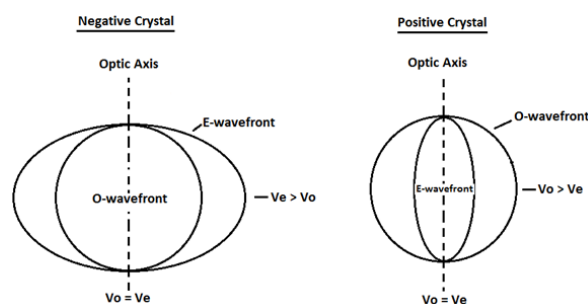 Negative Crystal
Optic Axis
E-wavefront
O-wavefront
Ve > Vo
Vo = Ve
Positive Crystal
Optic Axis
O-wavefront
E-wavefront
Vo > Ve
Vo = Ve